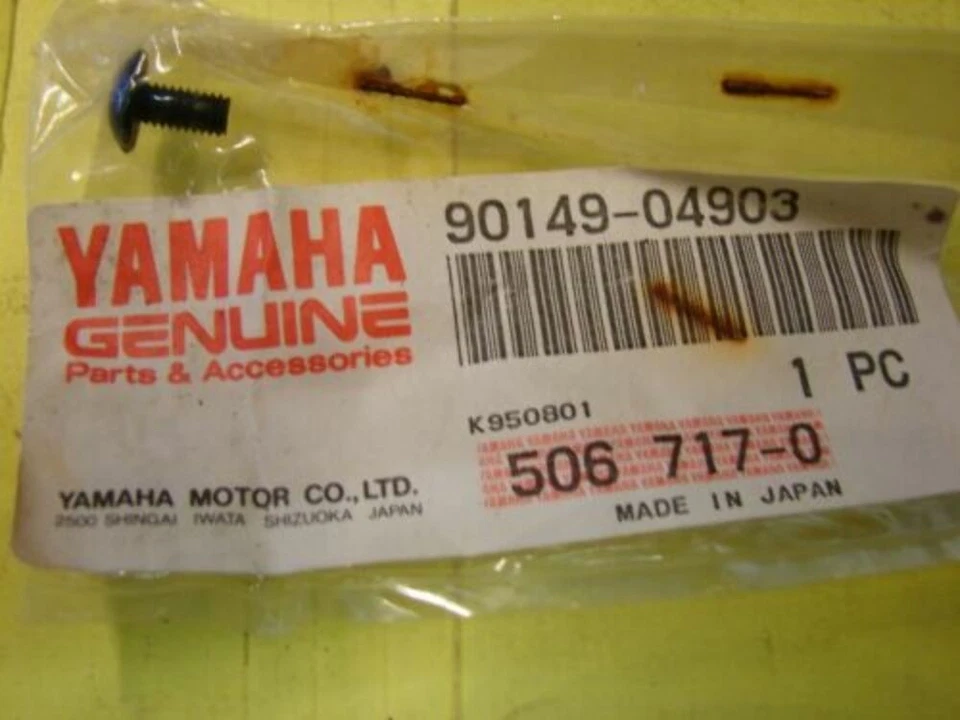 YAMAHA
GENUINE
Parts & Accessories
90149-04903
1 PC
K950801
506 717-0
MADE IN JAPAN
YAMAHA MOTOR CO.,LTD.
2500 SHINGAI IWATA SHIZUOKA JAPAN